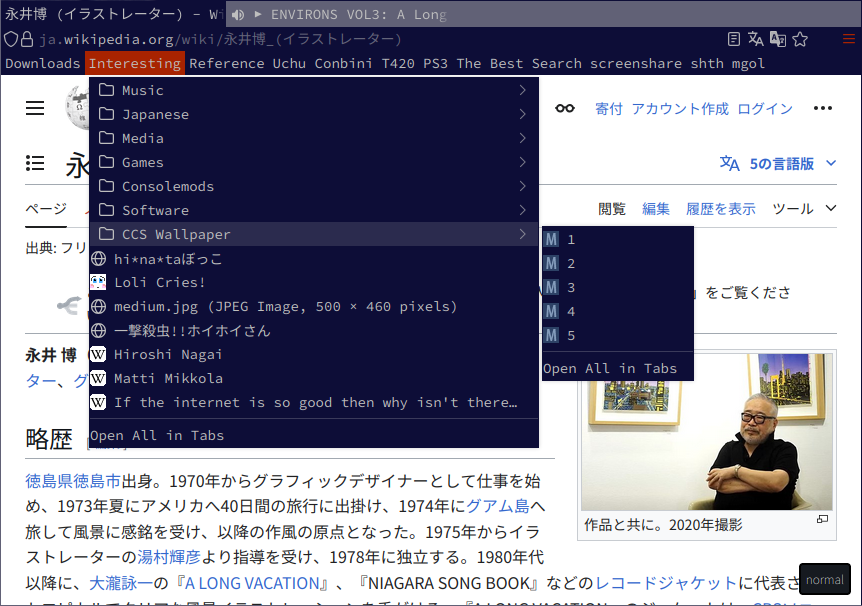 永井博 (イラストレーター) – Wi
ENVIRONS VOL3: A Long
ja.wikipedia.org/wiki/永井博_(イラストレーター)
Downloads Interesting Reference Uchu Conbini T420 PS3 The Best Search screenshare shth mgol
Music
Japanese
Media
Games
Consolemods
Software
CCS Wallpaper
hi*na*taぼっこ
Loli Cries!
medium.jpg (JPEG Image, 500 × 460 pixels)
一撃殺虫!!ホイホイさん
Hiroshi Nagai
Matti Mikkola
If the internet is so good then why isn't there…
Open All in Tabs
1
2
3
4
5
Open All in Tabs
寄付 アカウント作成 ログイン
永
5の言語版
ページ
閲覧 編集 履歴を表示 ツール
出典: フリ
」をご覧くださ
永井 博
ター、グ
略歴
徳島県徳島市出身。1970年からグラフィックデザイナーとして仕事を始
め、1973年夏にアメリカへ40日間の旅行に出掛け、1974年にグアム島へ
旅して風景に感銘を受け、以降の作風の原点となった。1975年からイラ
ストレーターの湯村輝彦より指導を受け、1978年に独立する。1980年代
以降に、大瀧詠一の『A LONG VACATION』、『NIAGARA SONG BOOK』などのレコードジャケットに代表さ
作品と共に。2020年撮影
normal